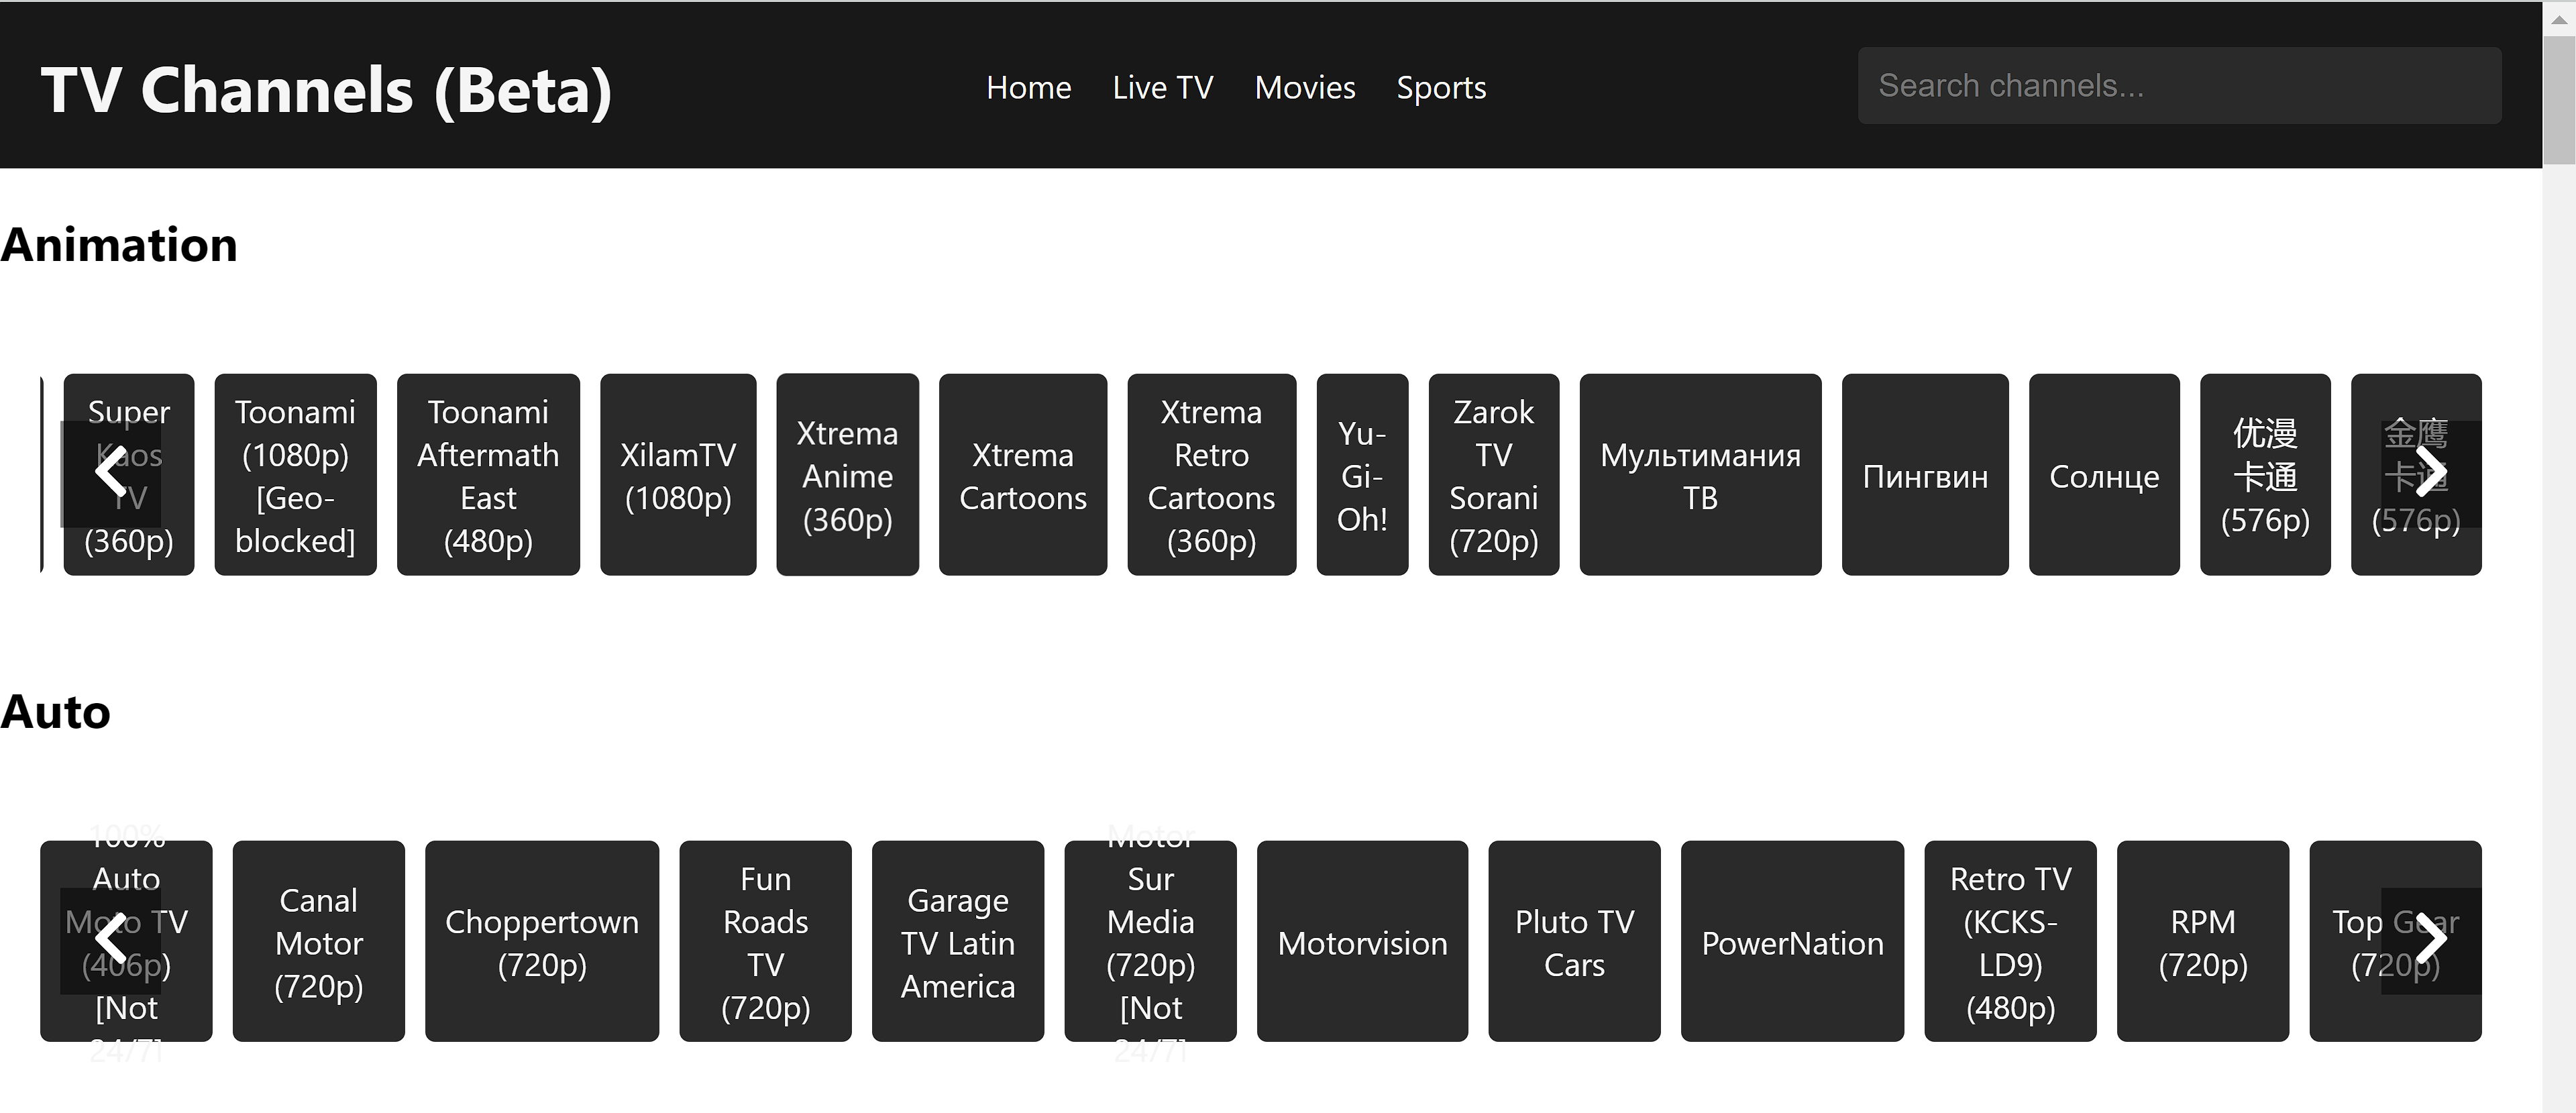 TV Channels (Beta)
Home Live TV Movies Sports
Search channels...
Animation
Super
Kaos
TV
(360p)
Toonami
(1080p)
[Geo-
blocked]
Toonami
Aftermath
East
(480p)
XilamTV
(1080p)
Xtrema
Anime
(360p)
Xtrema
Cartoons
Xtrema
Retro
Cartoons
(360p)
Yu-
Gi-
Oh!
Zarok
TV
Sorani
(720p)
Мультимания
ТВ
Пингвин
Солнце
优漫
卡通
(576p)
金鹰
卡通
(576p)
Auto
100%
Auto
Moto TV
(406p)
[Not
24/7]
Canal
Motor
(720p)
Choppertown
(720p)
Fun
Roads
TV
(720p)
Garage
TV Latin
America
Motor
Sur
Media
(720p)
[Not
24/7]
Motorvision
Pluto TV
Cars
PowerNation
Retro TV
(KCKS-
LD9)
(480p)
RPM
(720p)
Top Gear
(720p)